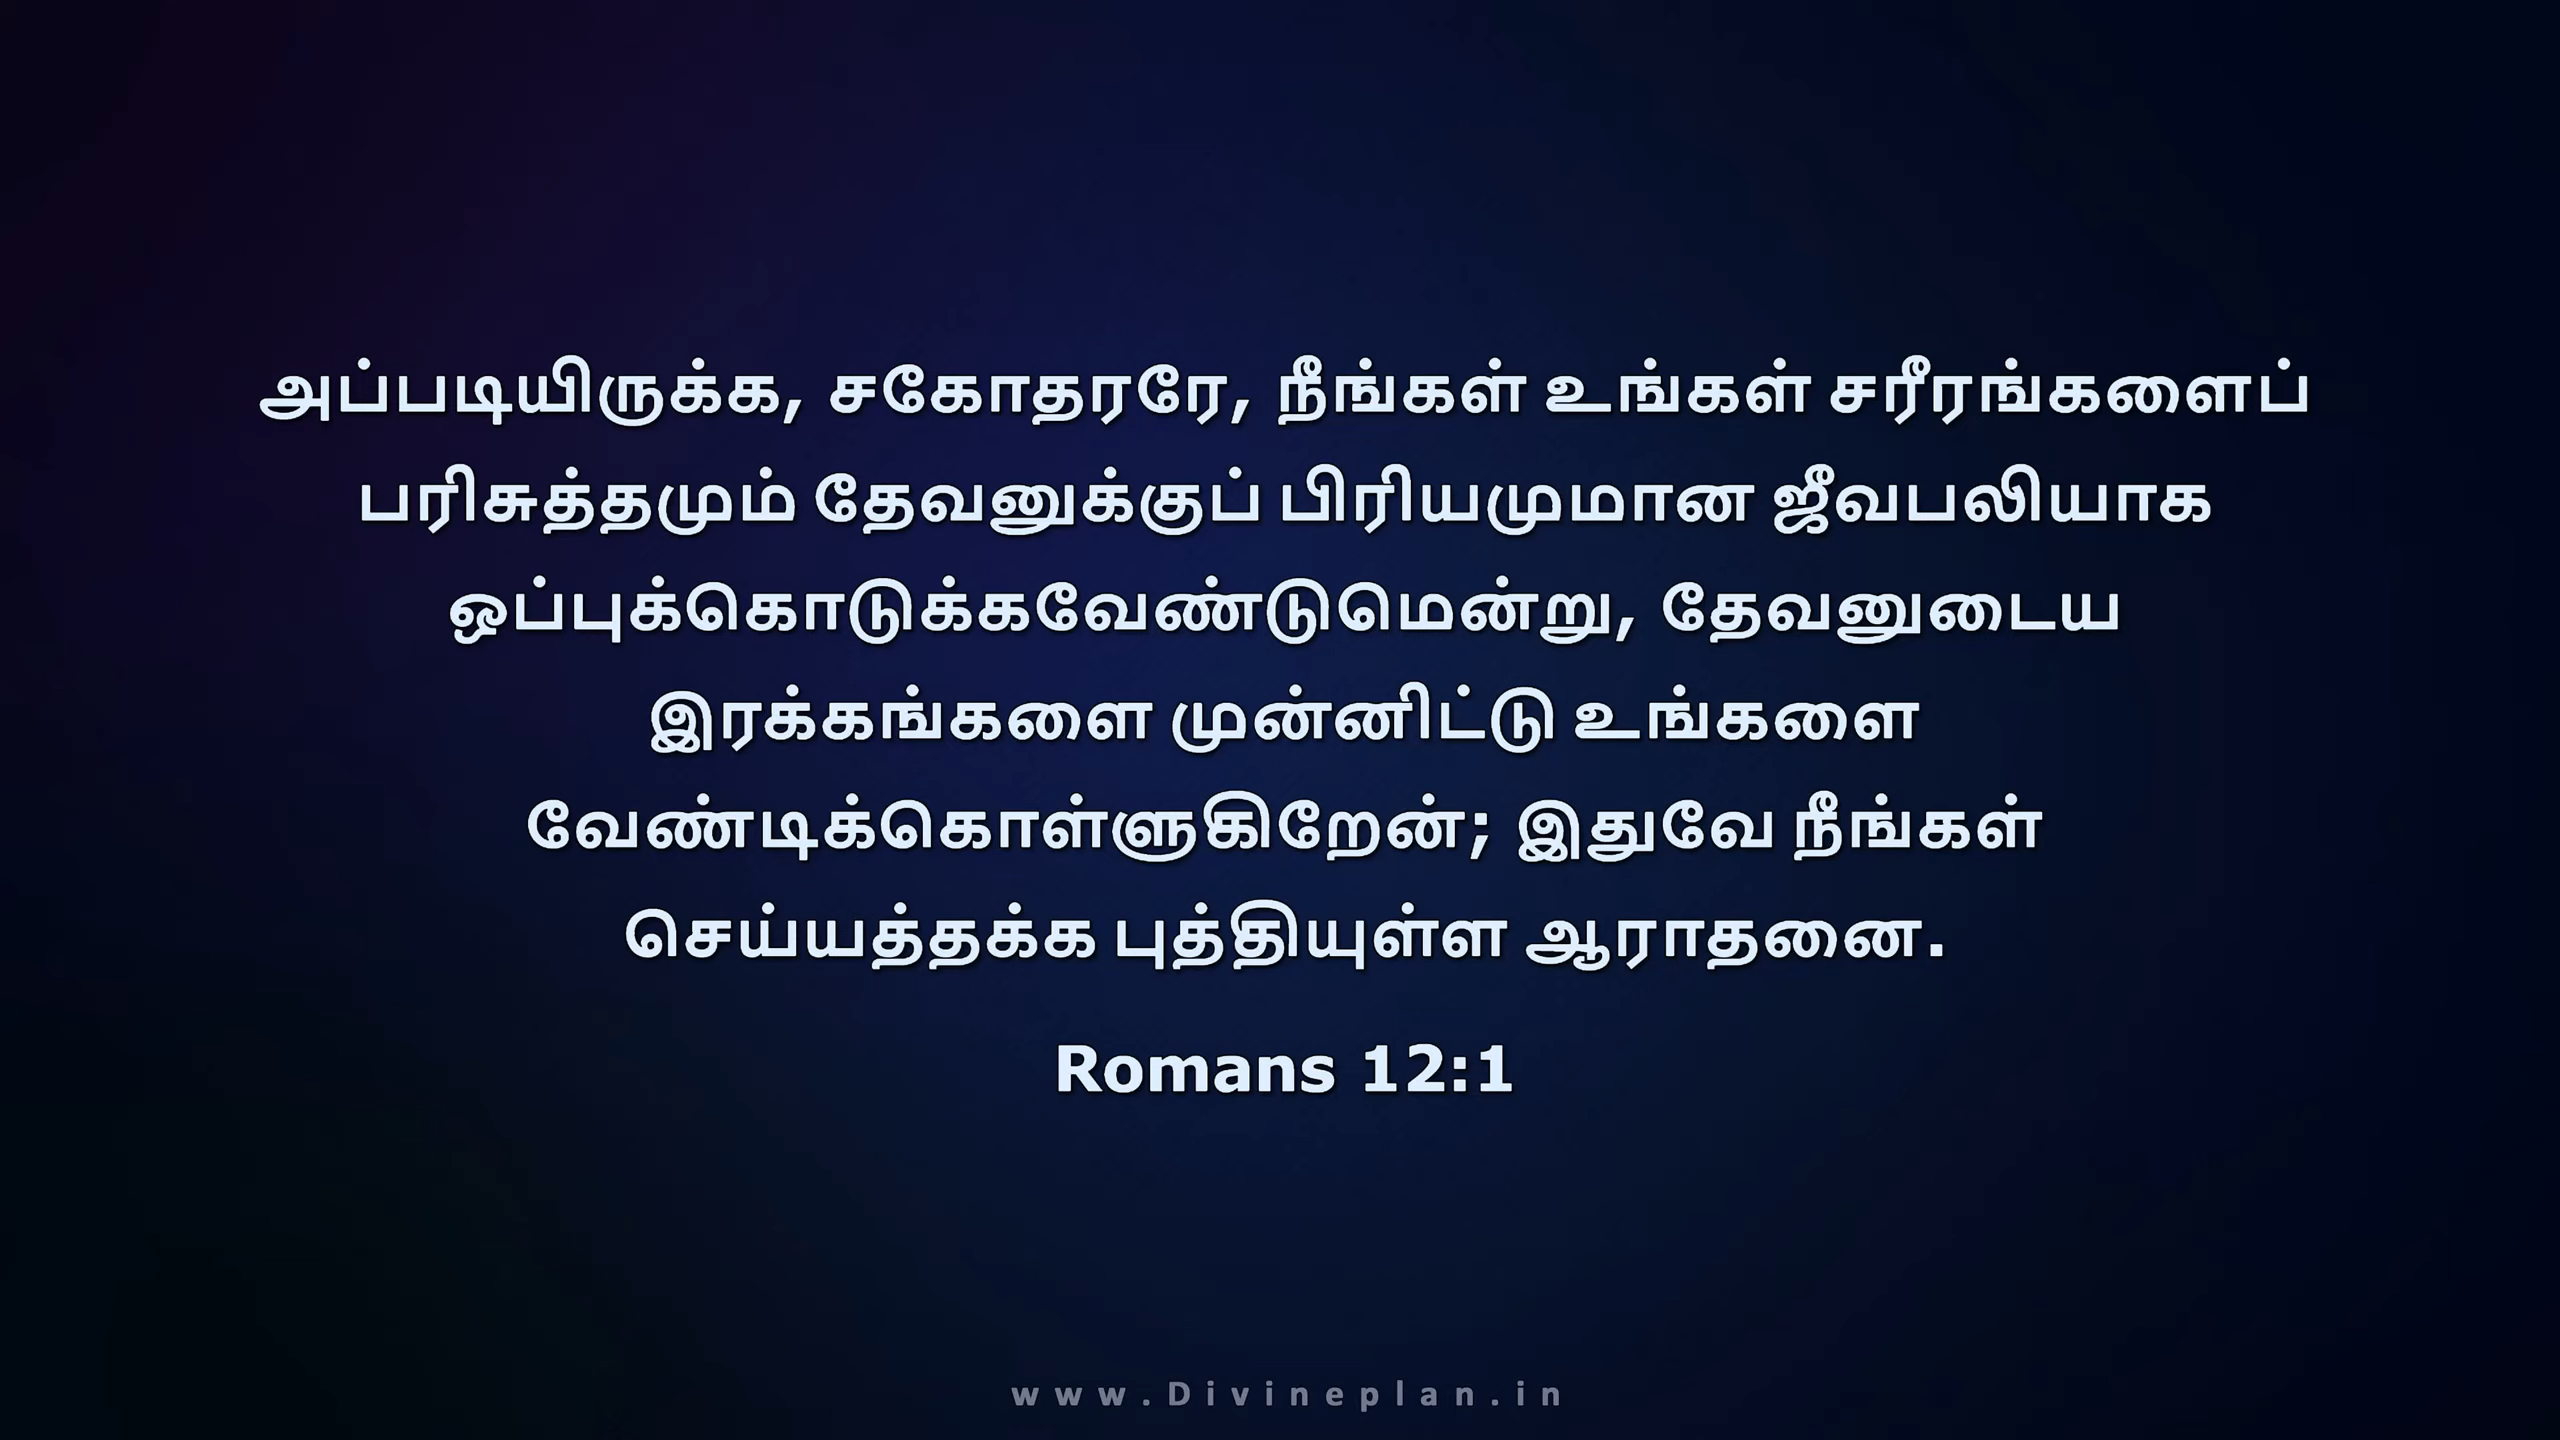 அப்படியிருக்க, சகோதரரே, நீங்கள் உங்கள் சரீரங்களைப்
பரிசுத்தமும் தேவனுக்குப் பிரியமுமான ஜீவபலியாக
ஒப்புக்கொடுக்கவேண்டுமென்று, தேவனுடைய
இரக்கங்களை முன்னிட்டு உங்களை
வேண்டிக்கொள்ளுகிறேன்; இதுவே நீங்கள்
செய்யத்தக்க புத்தியுள்ள ஆராதனை.
Romans 12:1
www.Divineplan.in